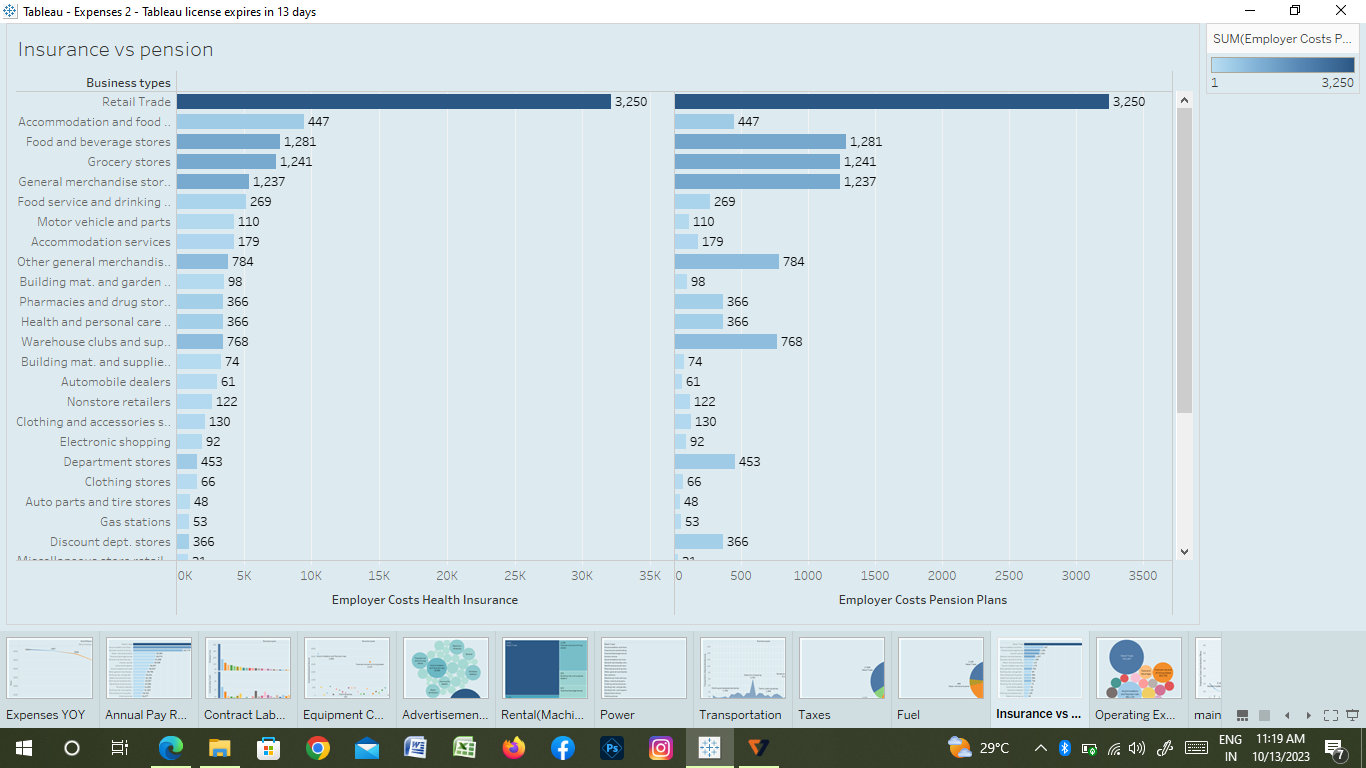 Tableau - Expenses 2 - Tableau license expires in 13 days
Insurance vs pension
SUM(Employer Costs P...
1 3,250
Business types
Retail Trade 3,250 3,250
Accommodation and food .. 447 447
Food and beverage stores 1,281 1,281
Grocery stores 1,241 1,241
General merchandise stor.. 1,237 1,237
Food service and drinking .. 269 269
Motor vehicle and parts 110 110
Accommodation services 179 179
Other general merchandis.. 784 784
Building mat. and garden .. 98 98
Pharmacies and drug stor.. 366 366
Health and personal care .. 366 366
Warehouse clubs and sup.. 768 768
Building mat. and supplie.. 74 74
Automobile dealers 61 61
Nonstore retailers 122 122
Clothing and accessories s.. 130 130
Electronic shopping 92 92
Department stores 453 453
Clothing stores 66 66
Auto parts and tire stores 48 48
Gas stations 53 53
Discount dept. stores 366 366
Miscellaneous store retail..
0K 5K 10K 15K 20K 25K 30K 35K 0 500 1000 1500 2000 2500 3000 3500
Employer Costs Health Insurance Employer Costs Pension Plans
Expenses YOY Annual Pay R... Contract Lab... Equipment C... Advertisemen... Rental(Machi... Power Transportation Taxes Fuel Insurance vs ... Operating Ex... main
29°C ENG 11:19 AM
IN 10/13/2023 7